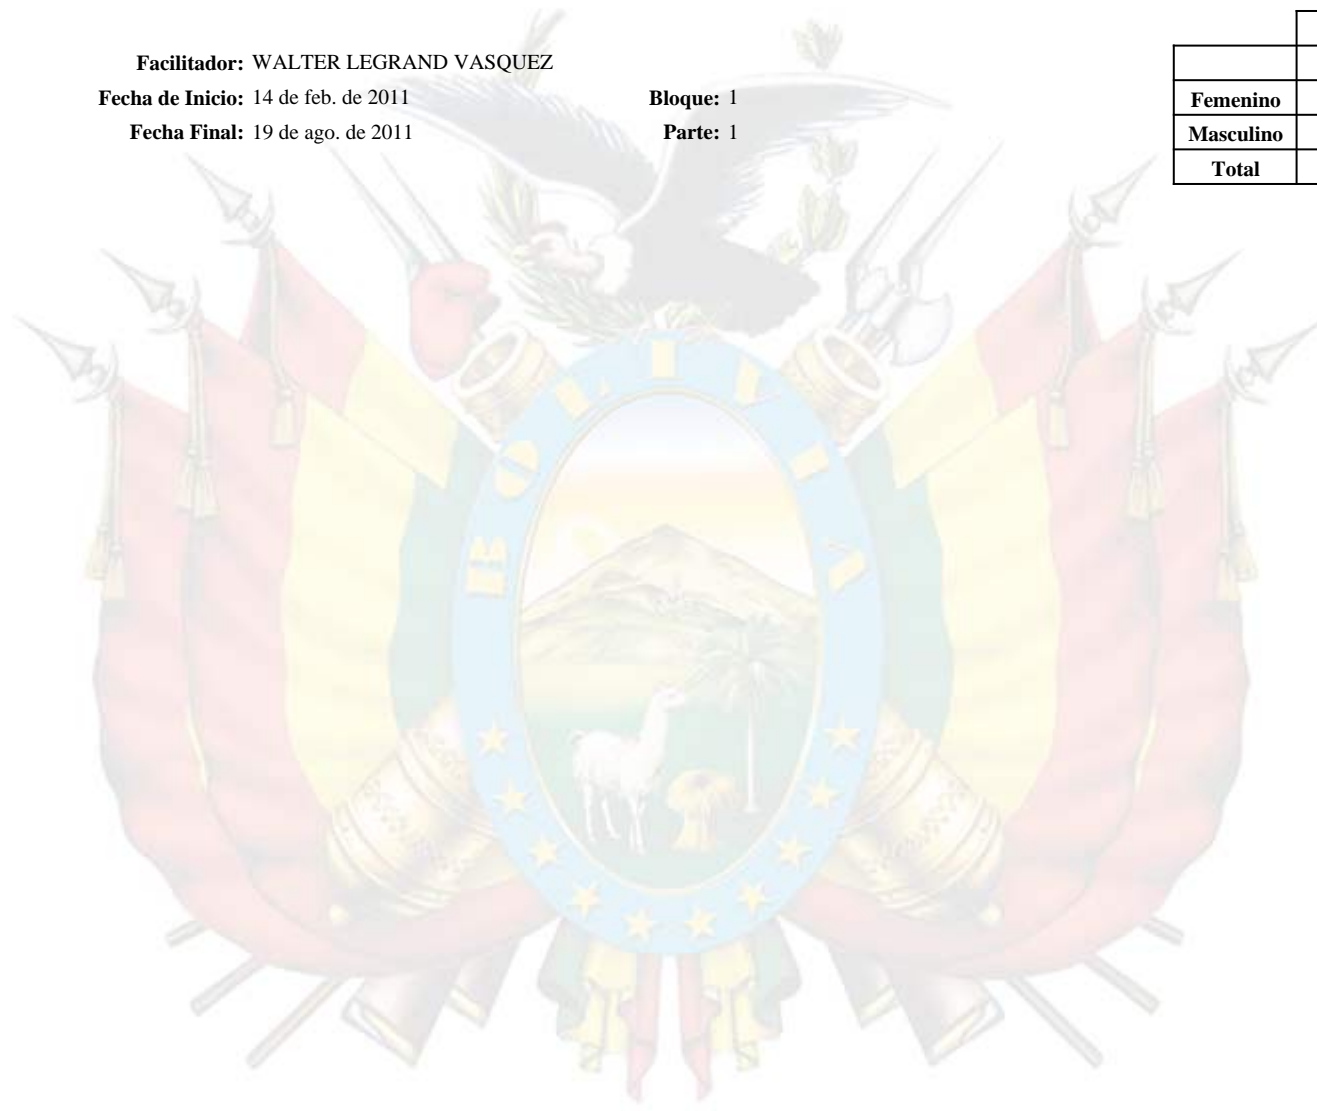 Facilitador: WALTER LEGRAND VASQUEZ
Fecha de Inicio: 14 de feb. de 2011 Bloque: 1
Fecha Final: 19 de ago. de 2011 Parte: 1
Femenino
Masculino
Total
BOLIVIA